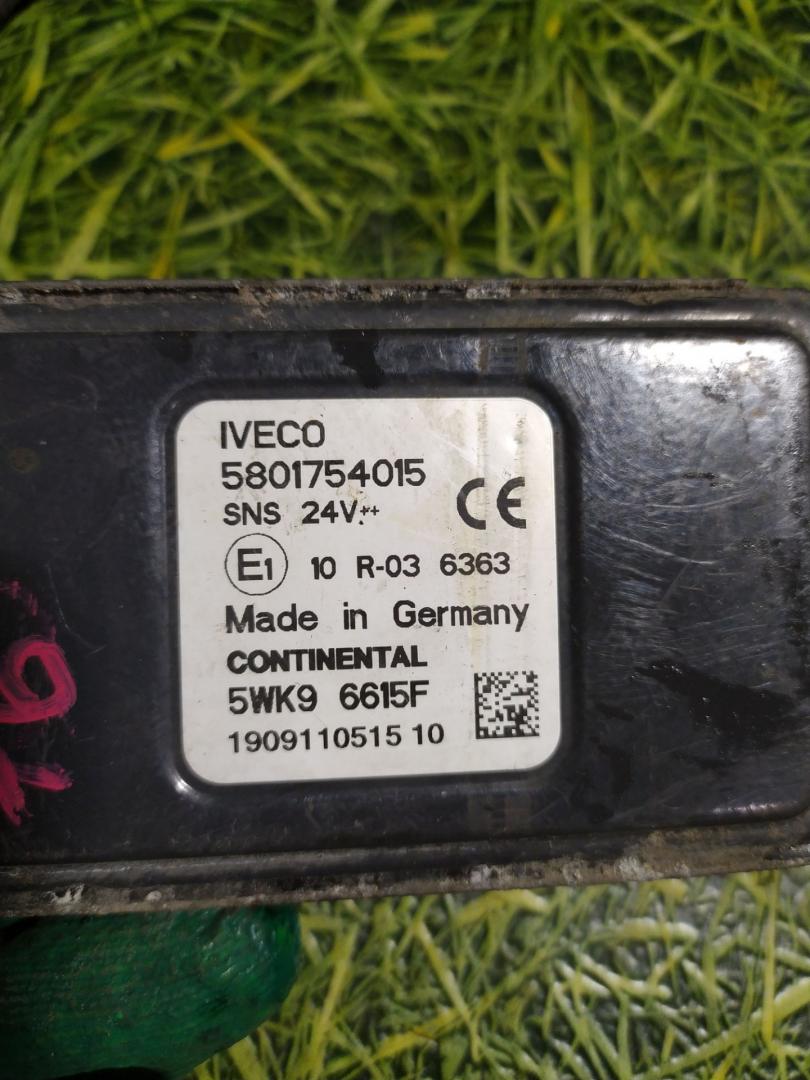 IVECO
5801754015
SNS 24V.++
CE
E1 10 R-03 6363
Made in Germany
CONTINENTAL
5WK9 6615F
1909110515 10